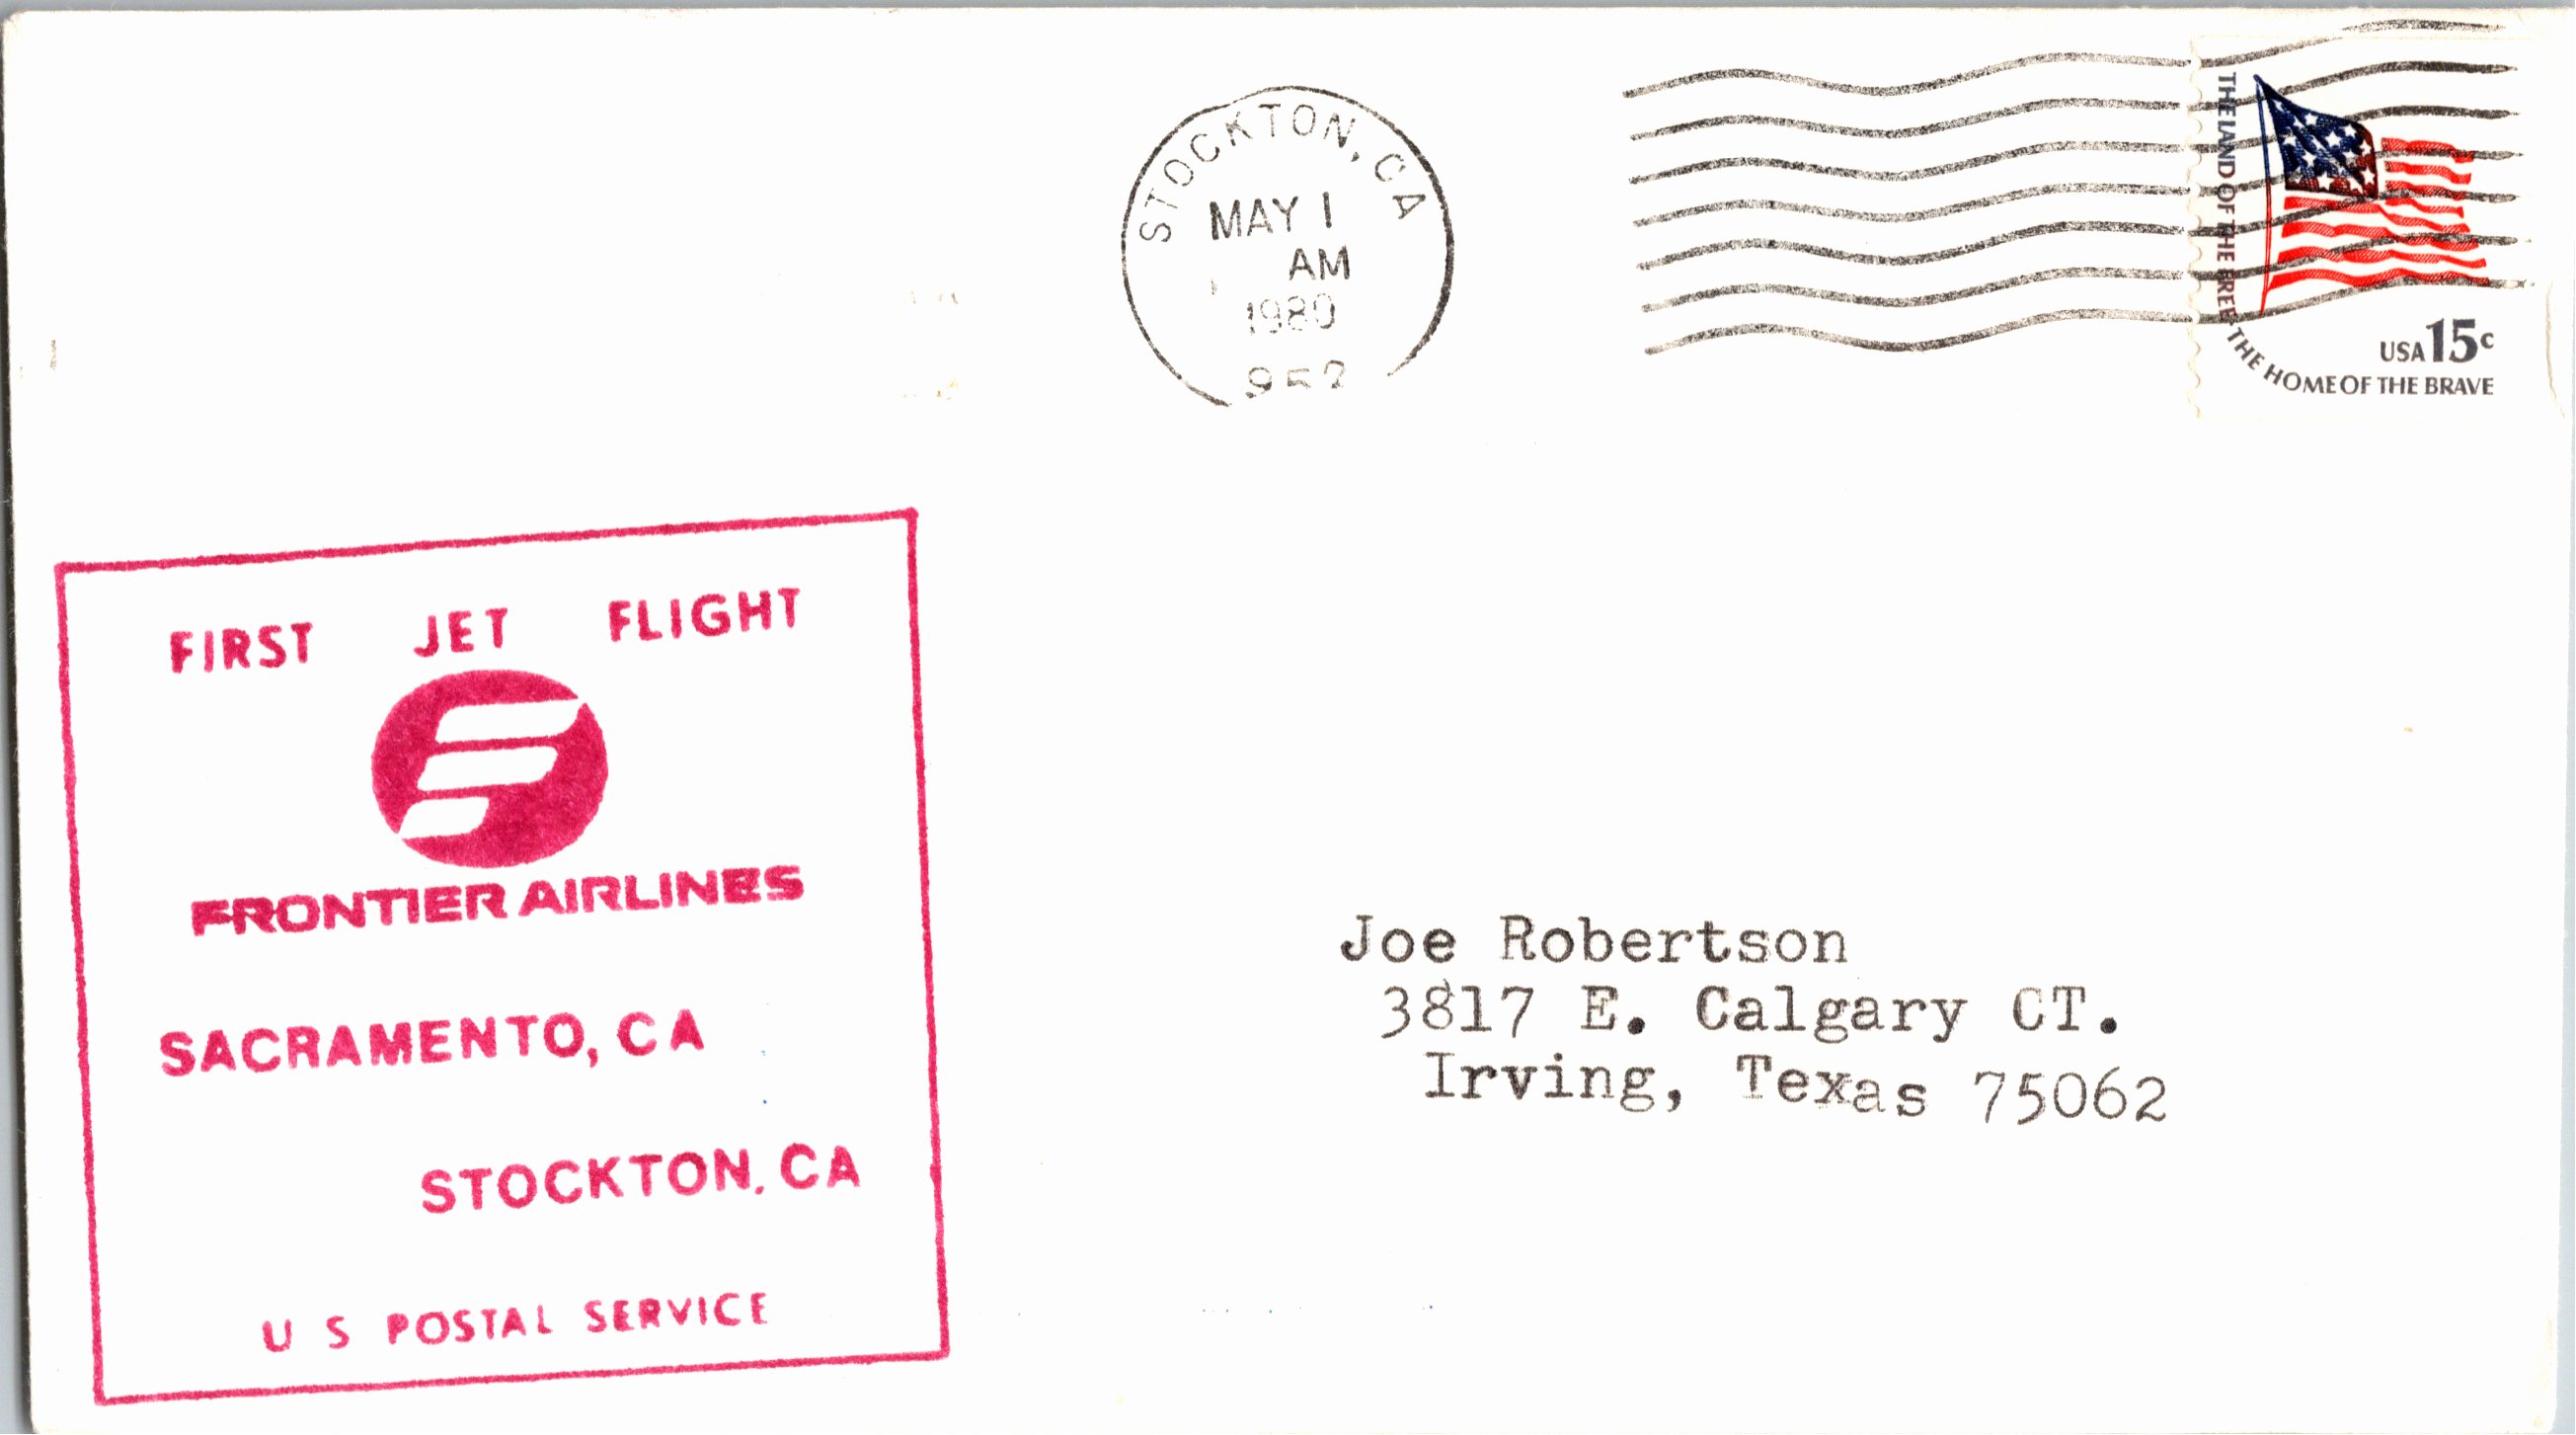 STOCKTON, CA
MAY 1
AM
1980
THE LAND OF THE FREE THE HOME OF THE BRAVE
USA 15c
FIRST JET FLIGHT
FRONTIER AIRLINES
SACRAMENTO, CA
STOCKTON, CA
U S POSTAL SERVICE
Joe Robertson
3817 E. Calgary CT.
Irving, Texas 75062